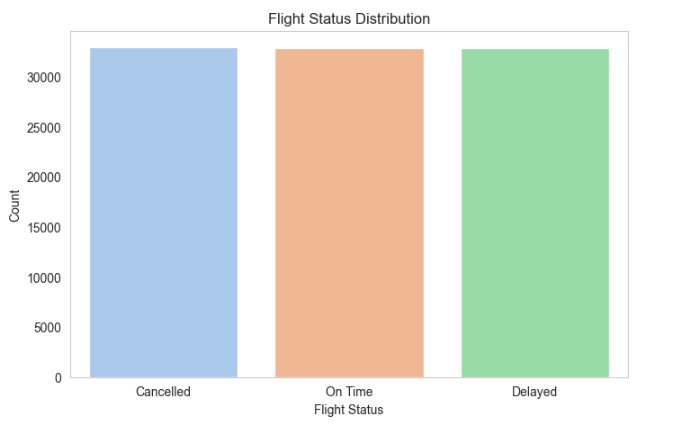 Flight Status Distribution
30000
25000
20000
15000
10000
5000
0
Count
Cancelled
On Time
Delayed
Flight Status